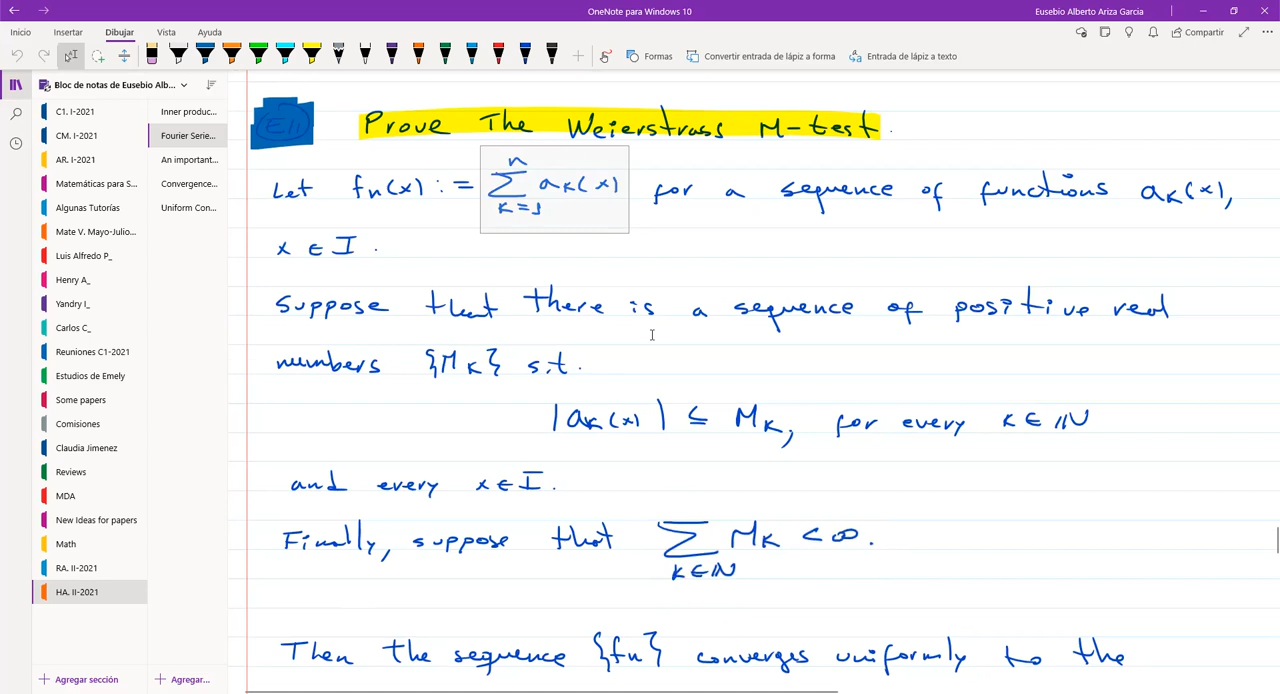 OneNote para Windows 10
Eusebio Alberto Ariza Garcia
Inicio Insertar Dibujar Vista Ayuda
Compartir
Formas
Convertir entrada de lápiz a forma
Entrada de lápiz a texto
Bloc de notas de Eusebio Alb...
C1. I-2021
CM. I-2021
AR. I-2021
Matemáticas para S...
Algunas Tutorías
Mate V. Mayo-Julio...
Luis Alfredo P_
Henry A_
Yandry I_
Carlos C_
Reuniones C1-2021
Estudios de Emely
Some papers
Comisiones
Claudia Jimenez
Reviews
MDA
New Ideas for papers
Math
RA. II-2021
HA. II-2021
Agregar sección
Inner produc...
Fourier Serie...
An important...
Convergence...
Uniform Con...
Agregar...
E11 Prove The Weierstrass M-test.
Let fn(x) := ∑_{k=1}^{n} ak(x) for a sequence of functions ak(x),
x ∈ I.
Suppose that there is a sequence of positive real
numbers {Mk} s.t.
|ak(x)| ≤ Mk, for every k ∈ ℕ
and every x ∈ I.
Finally, suppose that ∑_{k∈ℕ} Mk < ∞.
Then the sequence {fn} converges uniformly to the